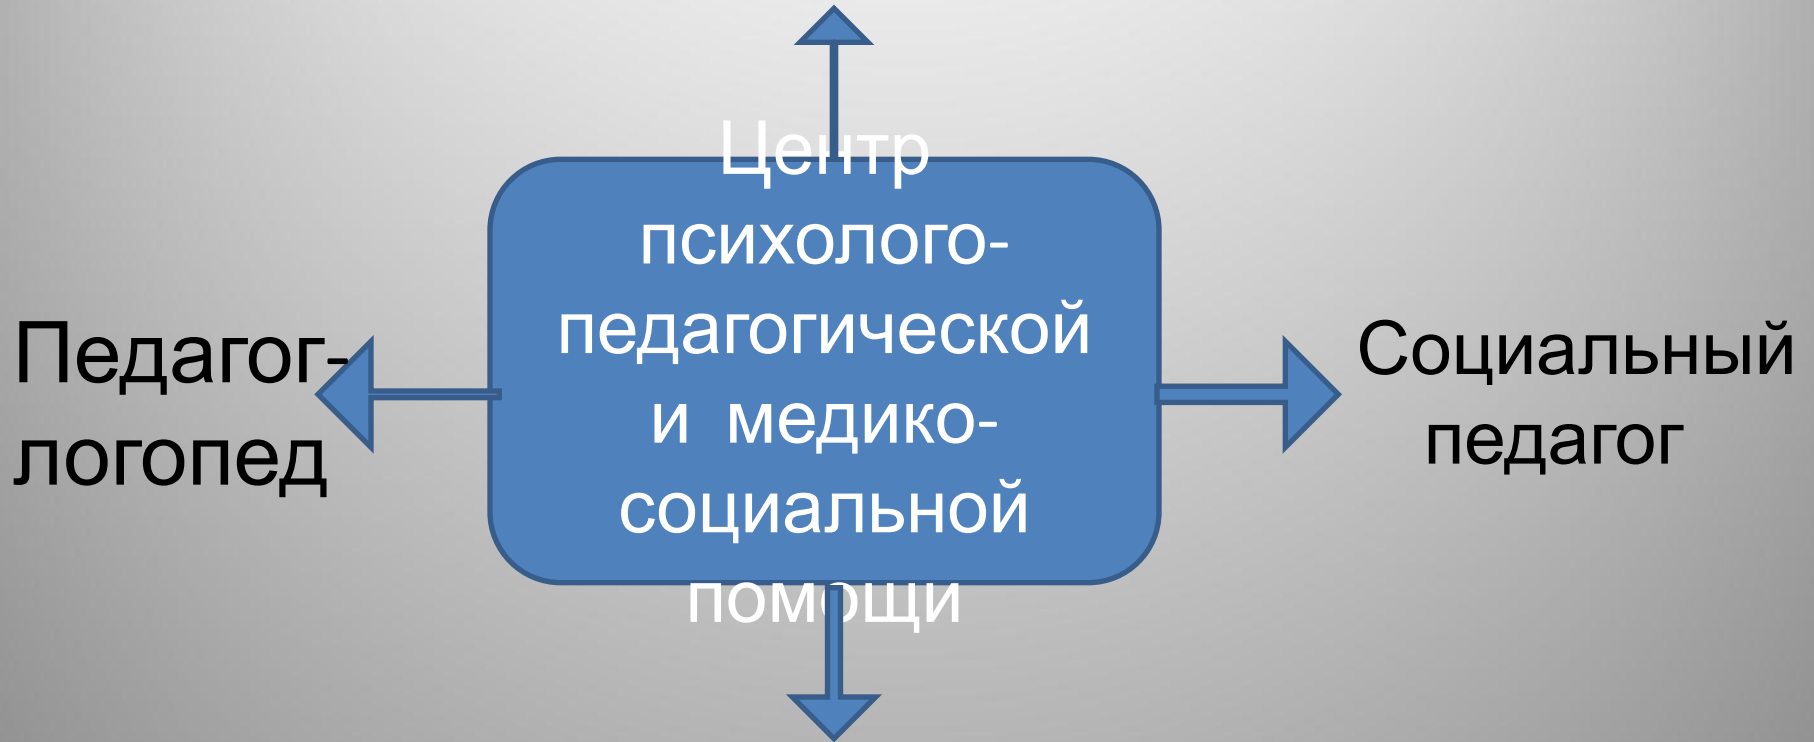 Центр
психолого-
педагогической
и медико-
социальной
помощи
Педагог-
логопед
Социальный
педагог